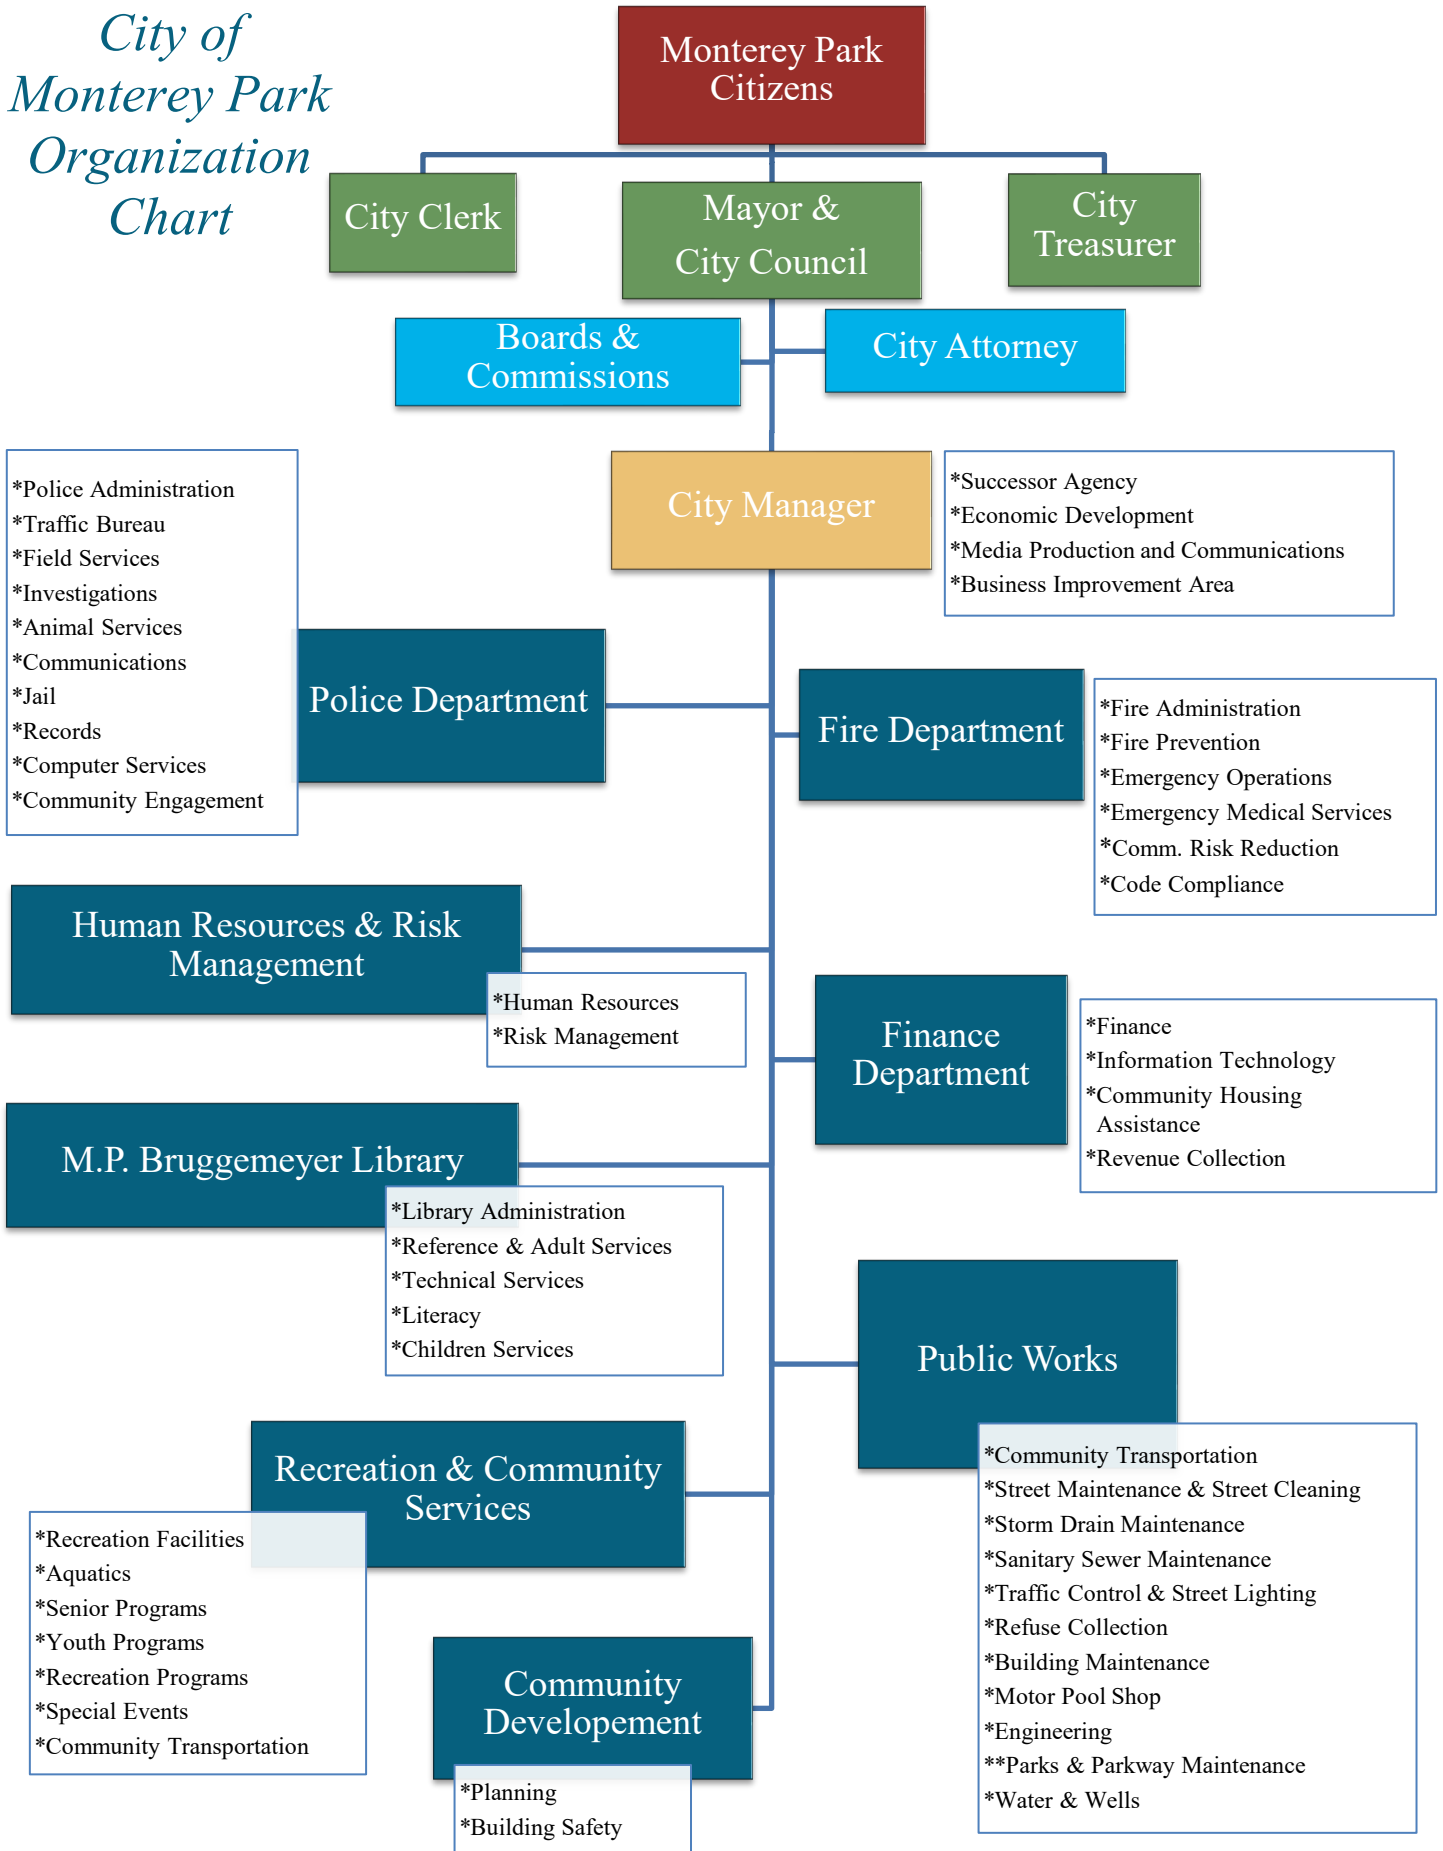 City of
Monterey Park
Organization
Chart
Monterey Park
Citizens
City Clerk
Mayor &
City Council
City
Treasurer
Boards &
Commissions
City Attorney
City Manager
*Successor Agency
*Economic Development
*Media Production and Communications
*Business Improvement Area
*Police Administration
*Traffic Bureau
*Field Services
*Investigations
*Animal Services
*Communications
*Jail
*Records
*Computer Services
*Community Engagement
Police Department
Fire Department
*Fire Administration
*Fire Prevention
*Emergency Operations
*Emergency Medical Services
*Comm. Risk Reduction
*Code Compliance
Human Resources & Risk
Management
*Human Resources
*Risk Management
Finance
Department
*Finance
*Information Technology
*Community Housing
Assistance
*Revenue Collection
M.P. Bruggemeyer Library
*Library Administration
*Reference & Adult Services
*Technical Services
*Literacy
*Children Services
Public Works
*Community Transportation
*Street Maintenance & Street Cleaning
*Storm Drain Maintenance
*Sanitary Sewer Maintenance
*Traffic Control & Street Lighting
*Refuse Collection
*Building Maintenance
*Motor Pool Shop
*Engineering
**Parks & Parkway Maintenance
*Water & Wells
Recreation & Community
Services
*Recreation Facilities
*Aquatics
*Senior Programs
*Youth Programs
*Recreation Programs
*Special Events
*Community Transportation
Community
Developement
*Planning
*Building Safety